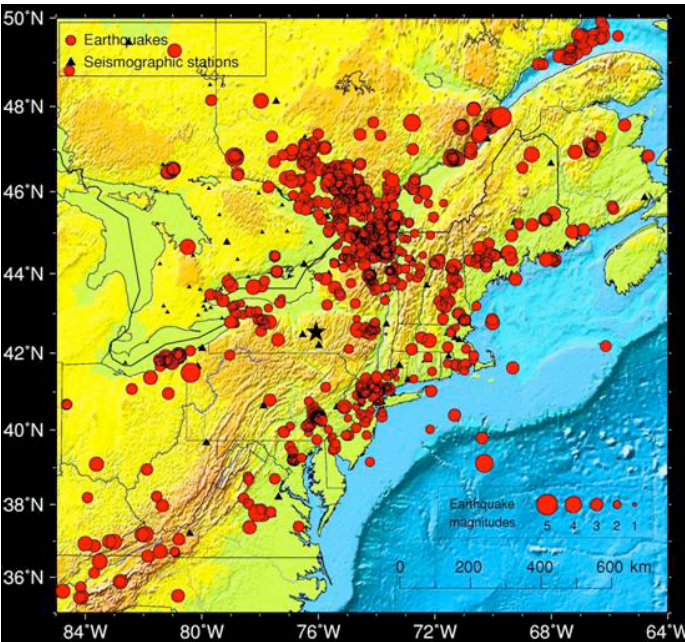 50°N
Earthquakes
Seismographic stations
48°N
46°N
44°N
42°N
40°N
38°N
Earthquake
magnitudes
5 4 3 2 1
36°N
0 200 400 600 km
84°W 80°W 76°W 72°W 68°W 64°W